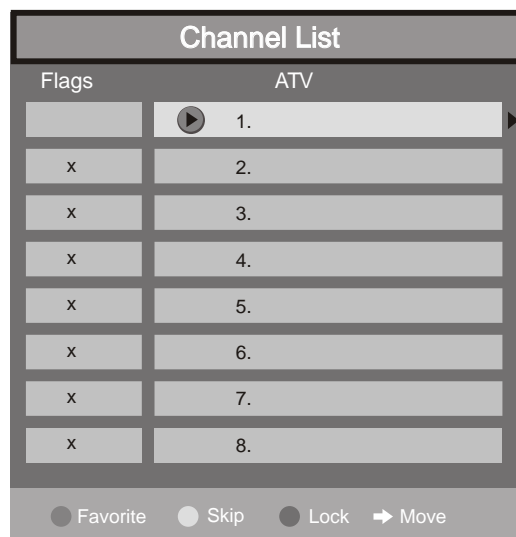 Channel List
Flags ATV
1.
x 2.
x 3.
x 4.
x 5.
x 6.
x 7.
x 8.
Favorite Skip Lock Move